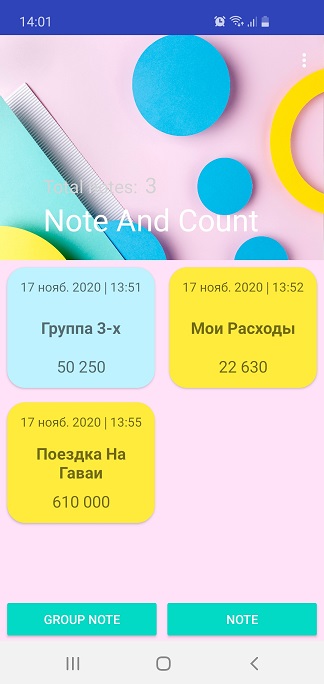 14:01
Total notes: 3
Note And Count
17 нояб. 2020 | 13:51
17 нояб. 2020 | 13:52
Группа 3-х
Мои Расходы
50 250
22 630
17 нояб. 2020 | 13:55
Поездка На
Гаваи
610 000
GROUP NOTE
NOTE